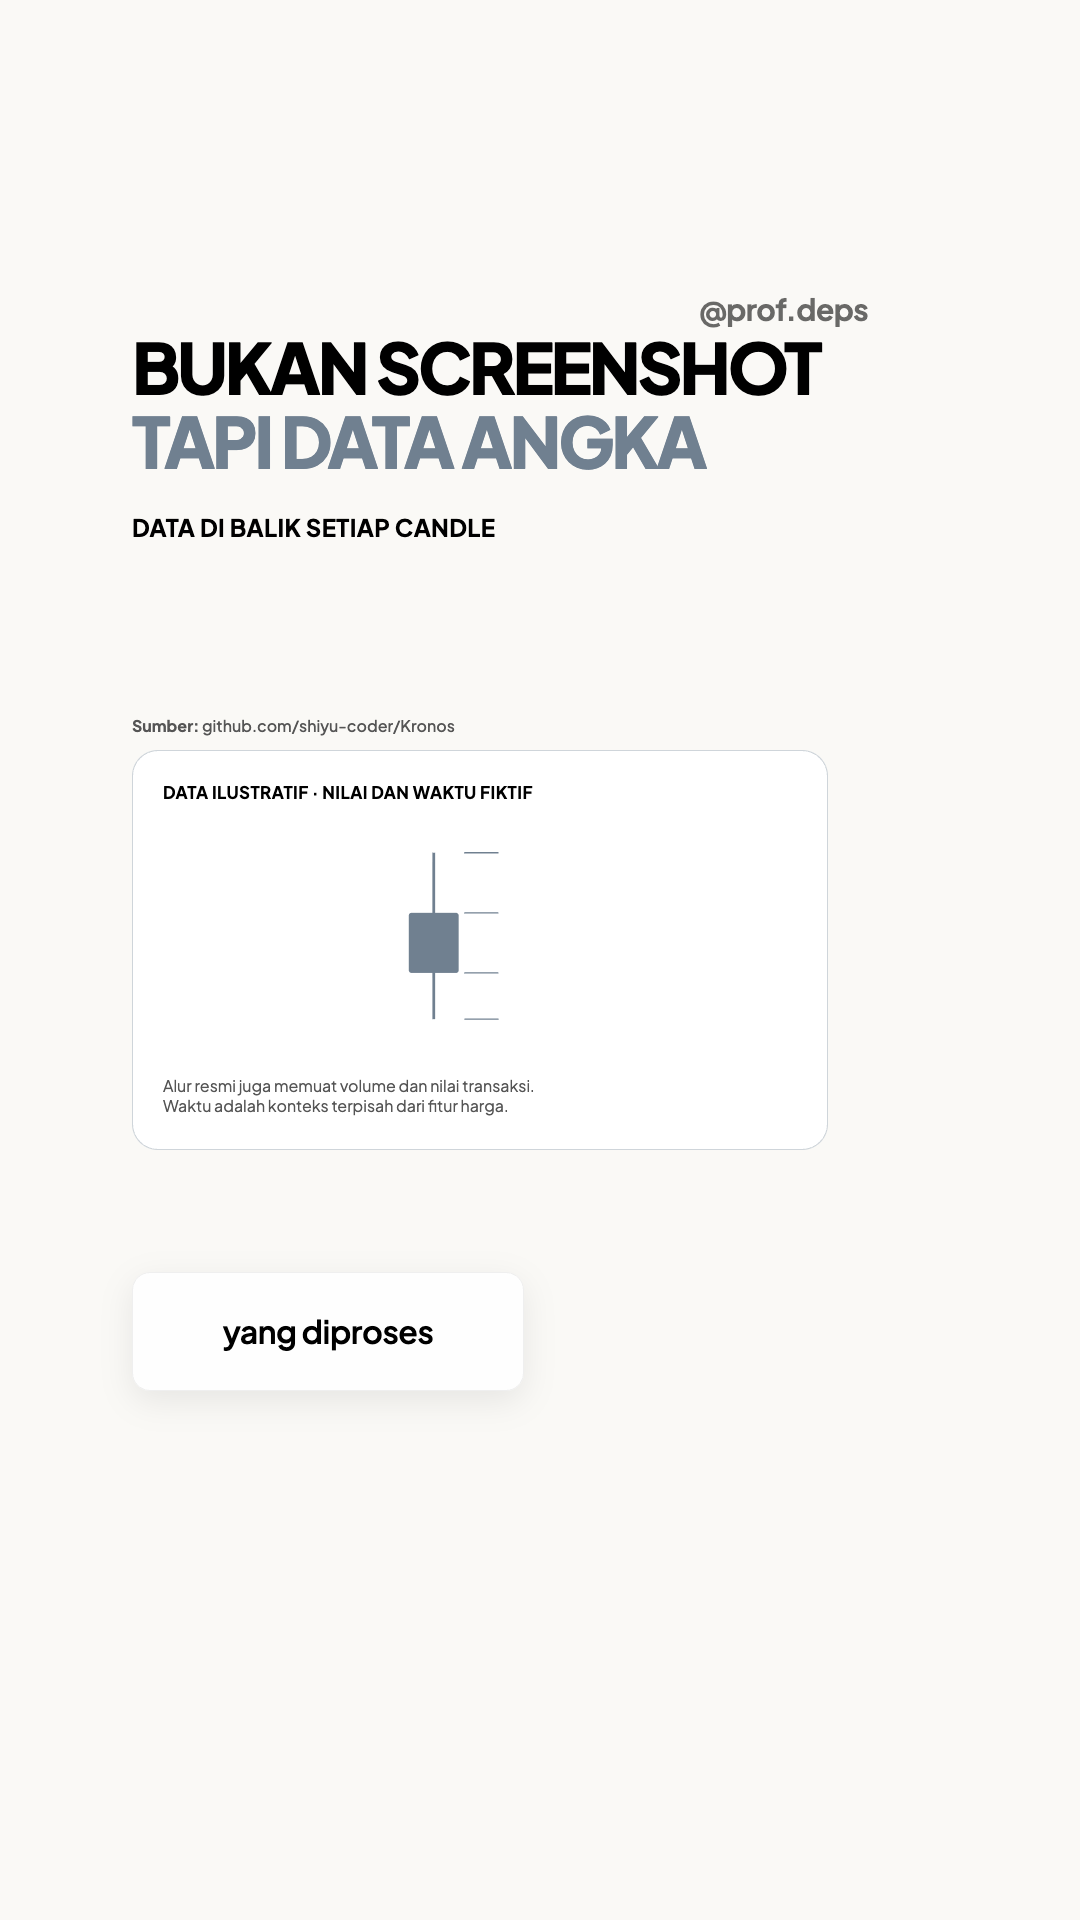 @prof.deps
BUKAN SCREENSHOT
TAPI DATA ANGKA
DATA DI BALIK SETIAP CANDLE
Sumber: github.com/shiyu-coder/Kronos
DATA ILUSTRATIF · NILAI DAN WAKTU FIKTIF
Alur resmi juga memuat volume dan nilai transaksi.
Waktu adalah konteks terpisah dari fitur harga.
yang diproses